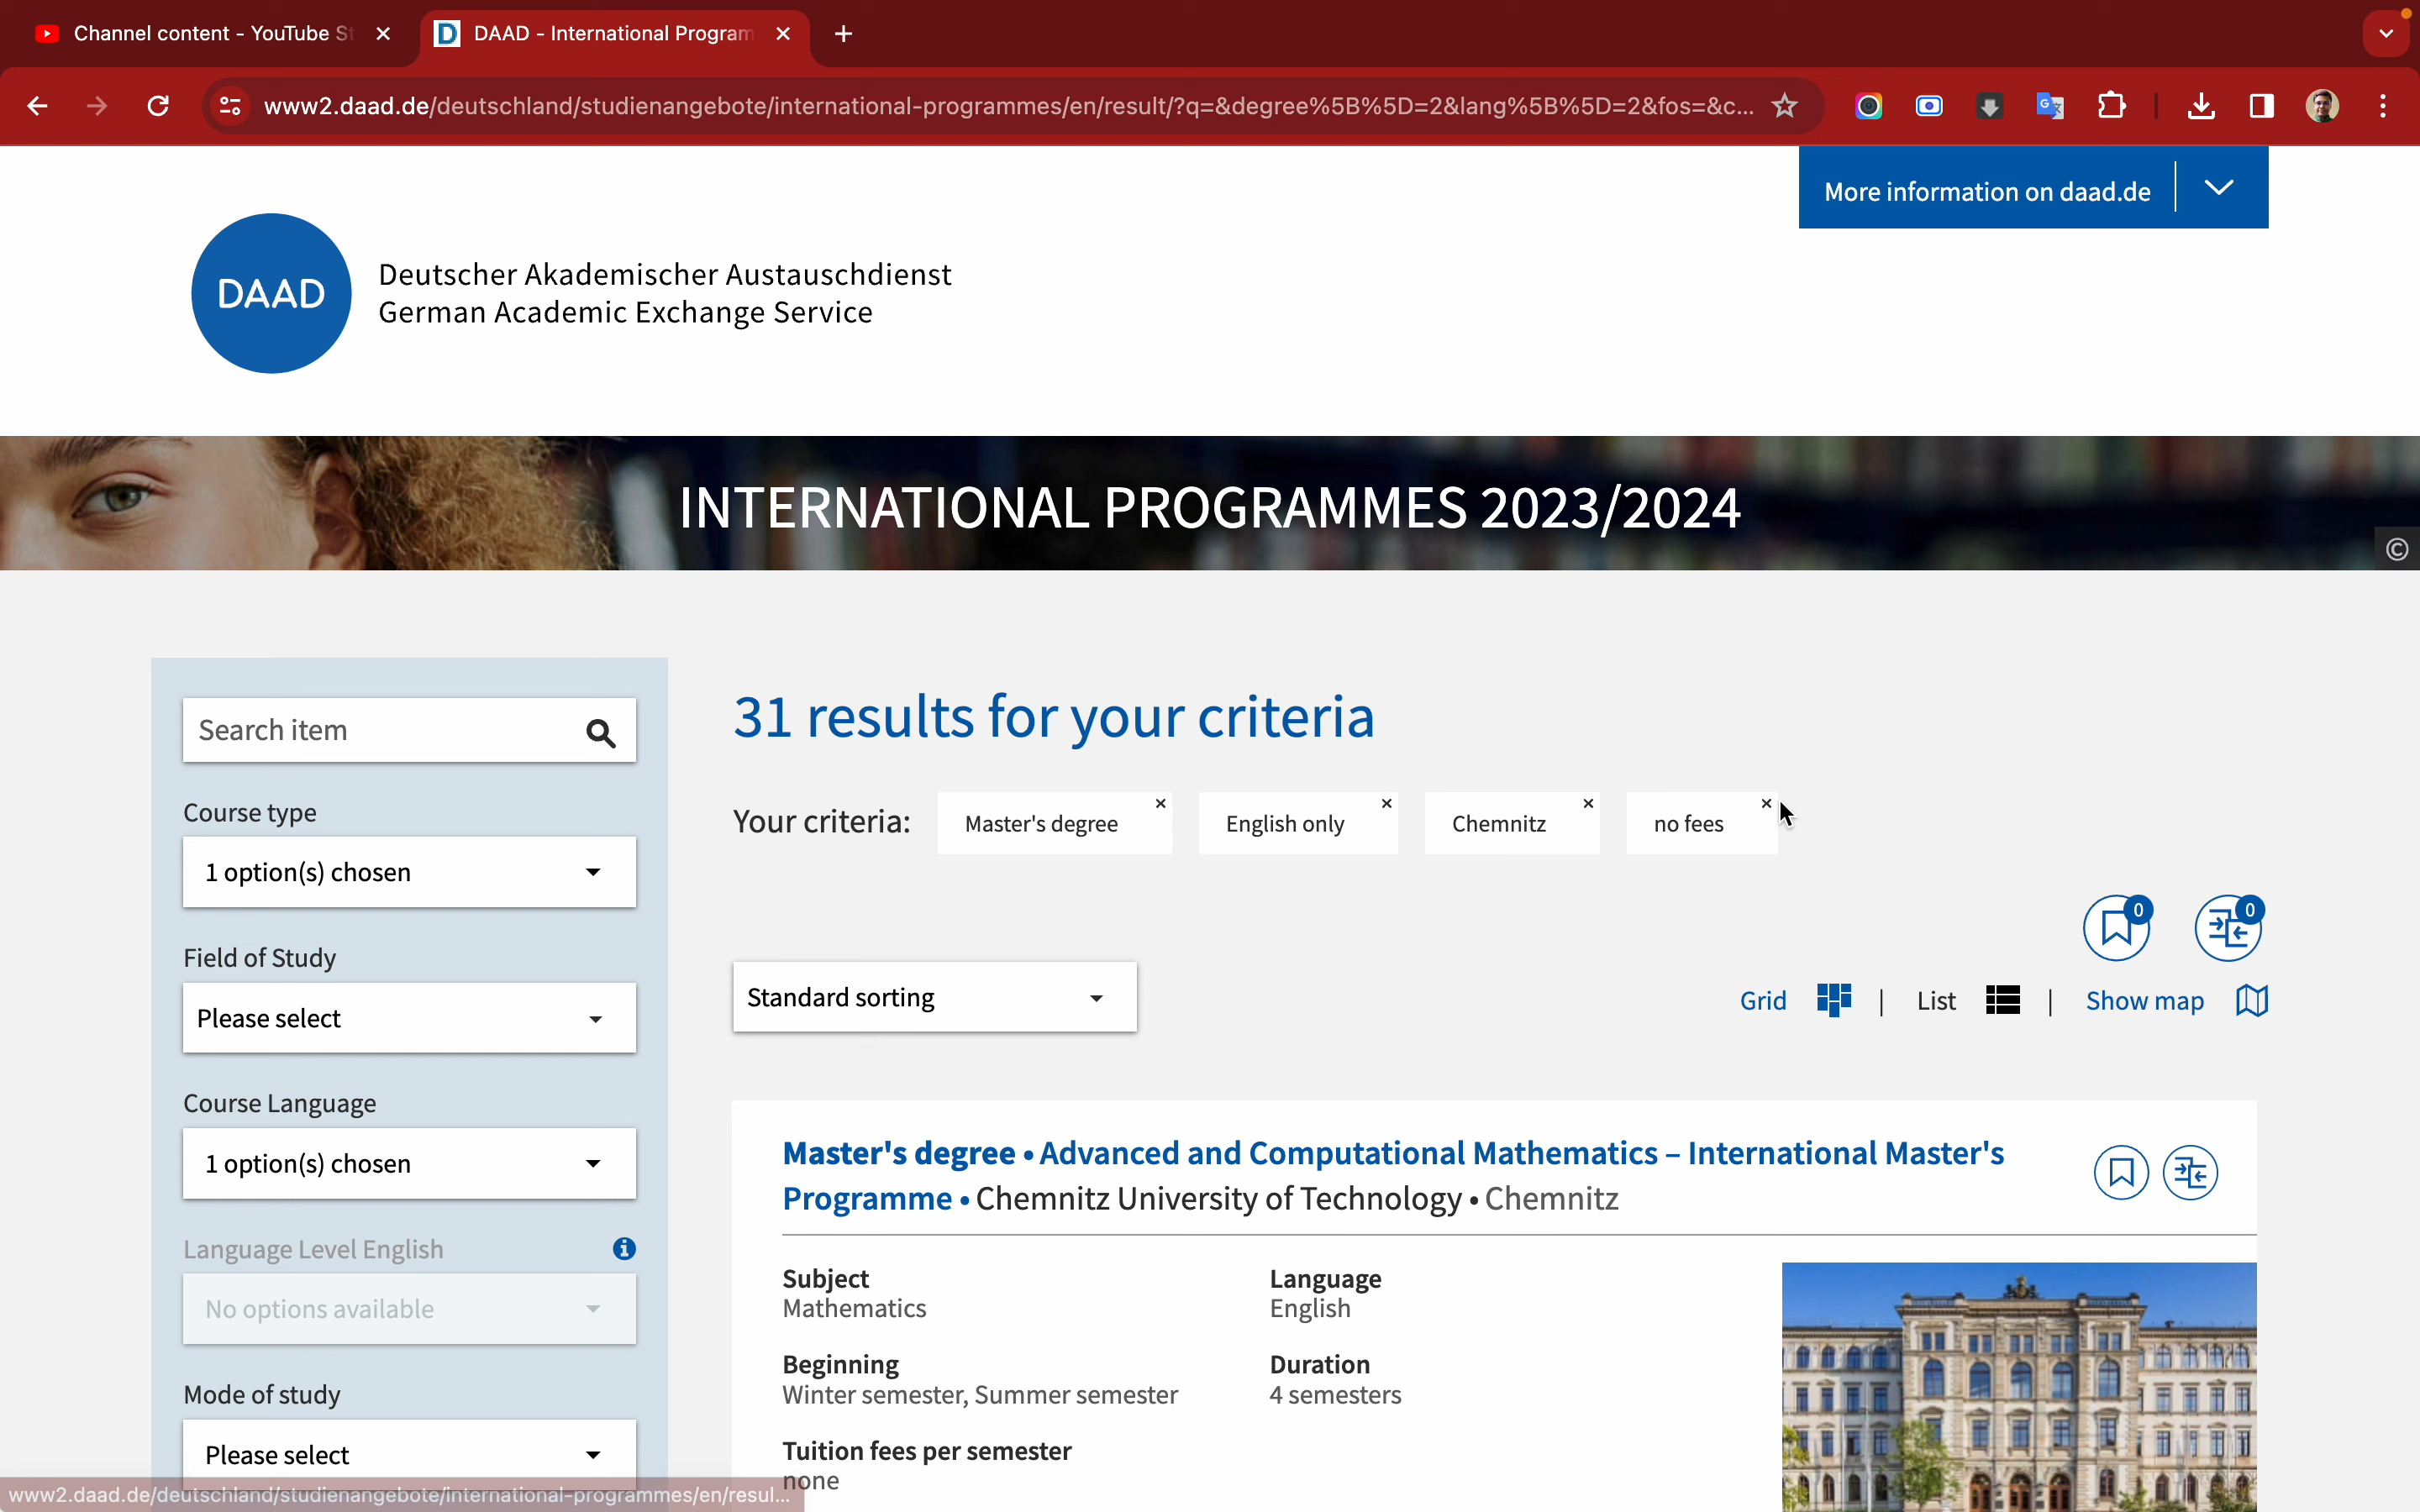 Channel content - YouTube St
DAAD - International Program
www2.daad.de/deutschland/studienangebote/international-programmes/en/result/?q=&degree%5B%5D=2&lang%5B%5D=2&fos=&c...
More information on daad.de
DAAD
Deutscher Akademischer Austauschdienst
German Academic Exchange Service
INTERNATIONAL PROGRAMMES 2023/2024
©
Search item
Course type
1 option(s) chosen
Field of Study
Please select
Course Language
1 option(s) chosen
Language Level English
No options available
Mode of study
Please select
31 results for your criteria
Your criteria: Master's degree × English only × Chemnitz × no fees ×
0 0
Standard sorting
Grid | List | Show map
Master's degree • Advanced and Computational Mathematics – International Master's
Programme • Chemnitz University of Technology • Chemnitz
Subject
Mathematics
Language
English
Beginning
Winter semester, Summer semester
Duration
4 semesters
Tuition fees per semester
none
www2.daad.de/deutschland/studienangebote/international-programmes/en/resul...